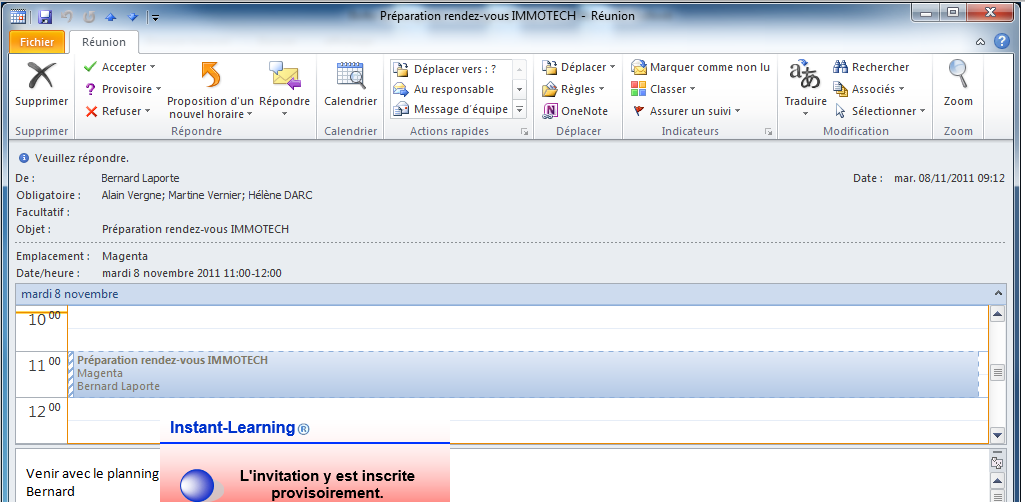 Préparation rendez-vous IMMOTECH - Réunion
Fichier
Réunion
Supprimer
Supprimer
Accepter
Provisoire
Refuser
Proposition d'un
nouvel horaire
Répondre
Répondre
Calendrier
Calendrier
Déplacer vers : ?
Au responsable
Message d'équipe
Actions rapides
Déplacer
Règles
OneNote
Déplacer
Marquer comme non lu
Classer
Assurer un suivi
Indicateurs
Traduire
Rechercher
Associés
Sélectionner
Modification
Zoom
Zoom
Veuillez répondre.
De : Bernard Laporte
Date : mar. 08/11/2011 09:12
Obligatoire : Alain Vergne; Martine Vernier; Hélène DARC
Facultatif :
Objet : Préparation rendez-vous IMMOTECH
Emplacement : Magenta
Date/heure : mardi 8 novembre 2011 11:00-12:00
mardi 8 novembre
10 00
11 00
Préparation rendez-vous IMMOTECH
Magenta
Bernard Laporte
12 00
Instant-Learning®
Venir avec le planning
Bernard
L'invitation y est inscrite
provisoirement.